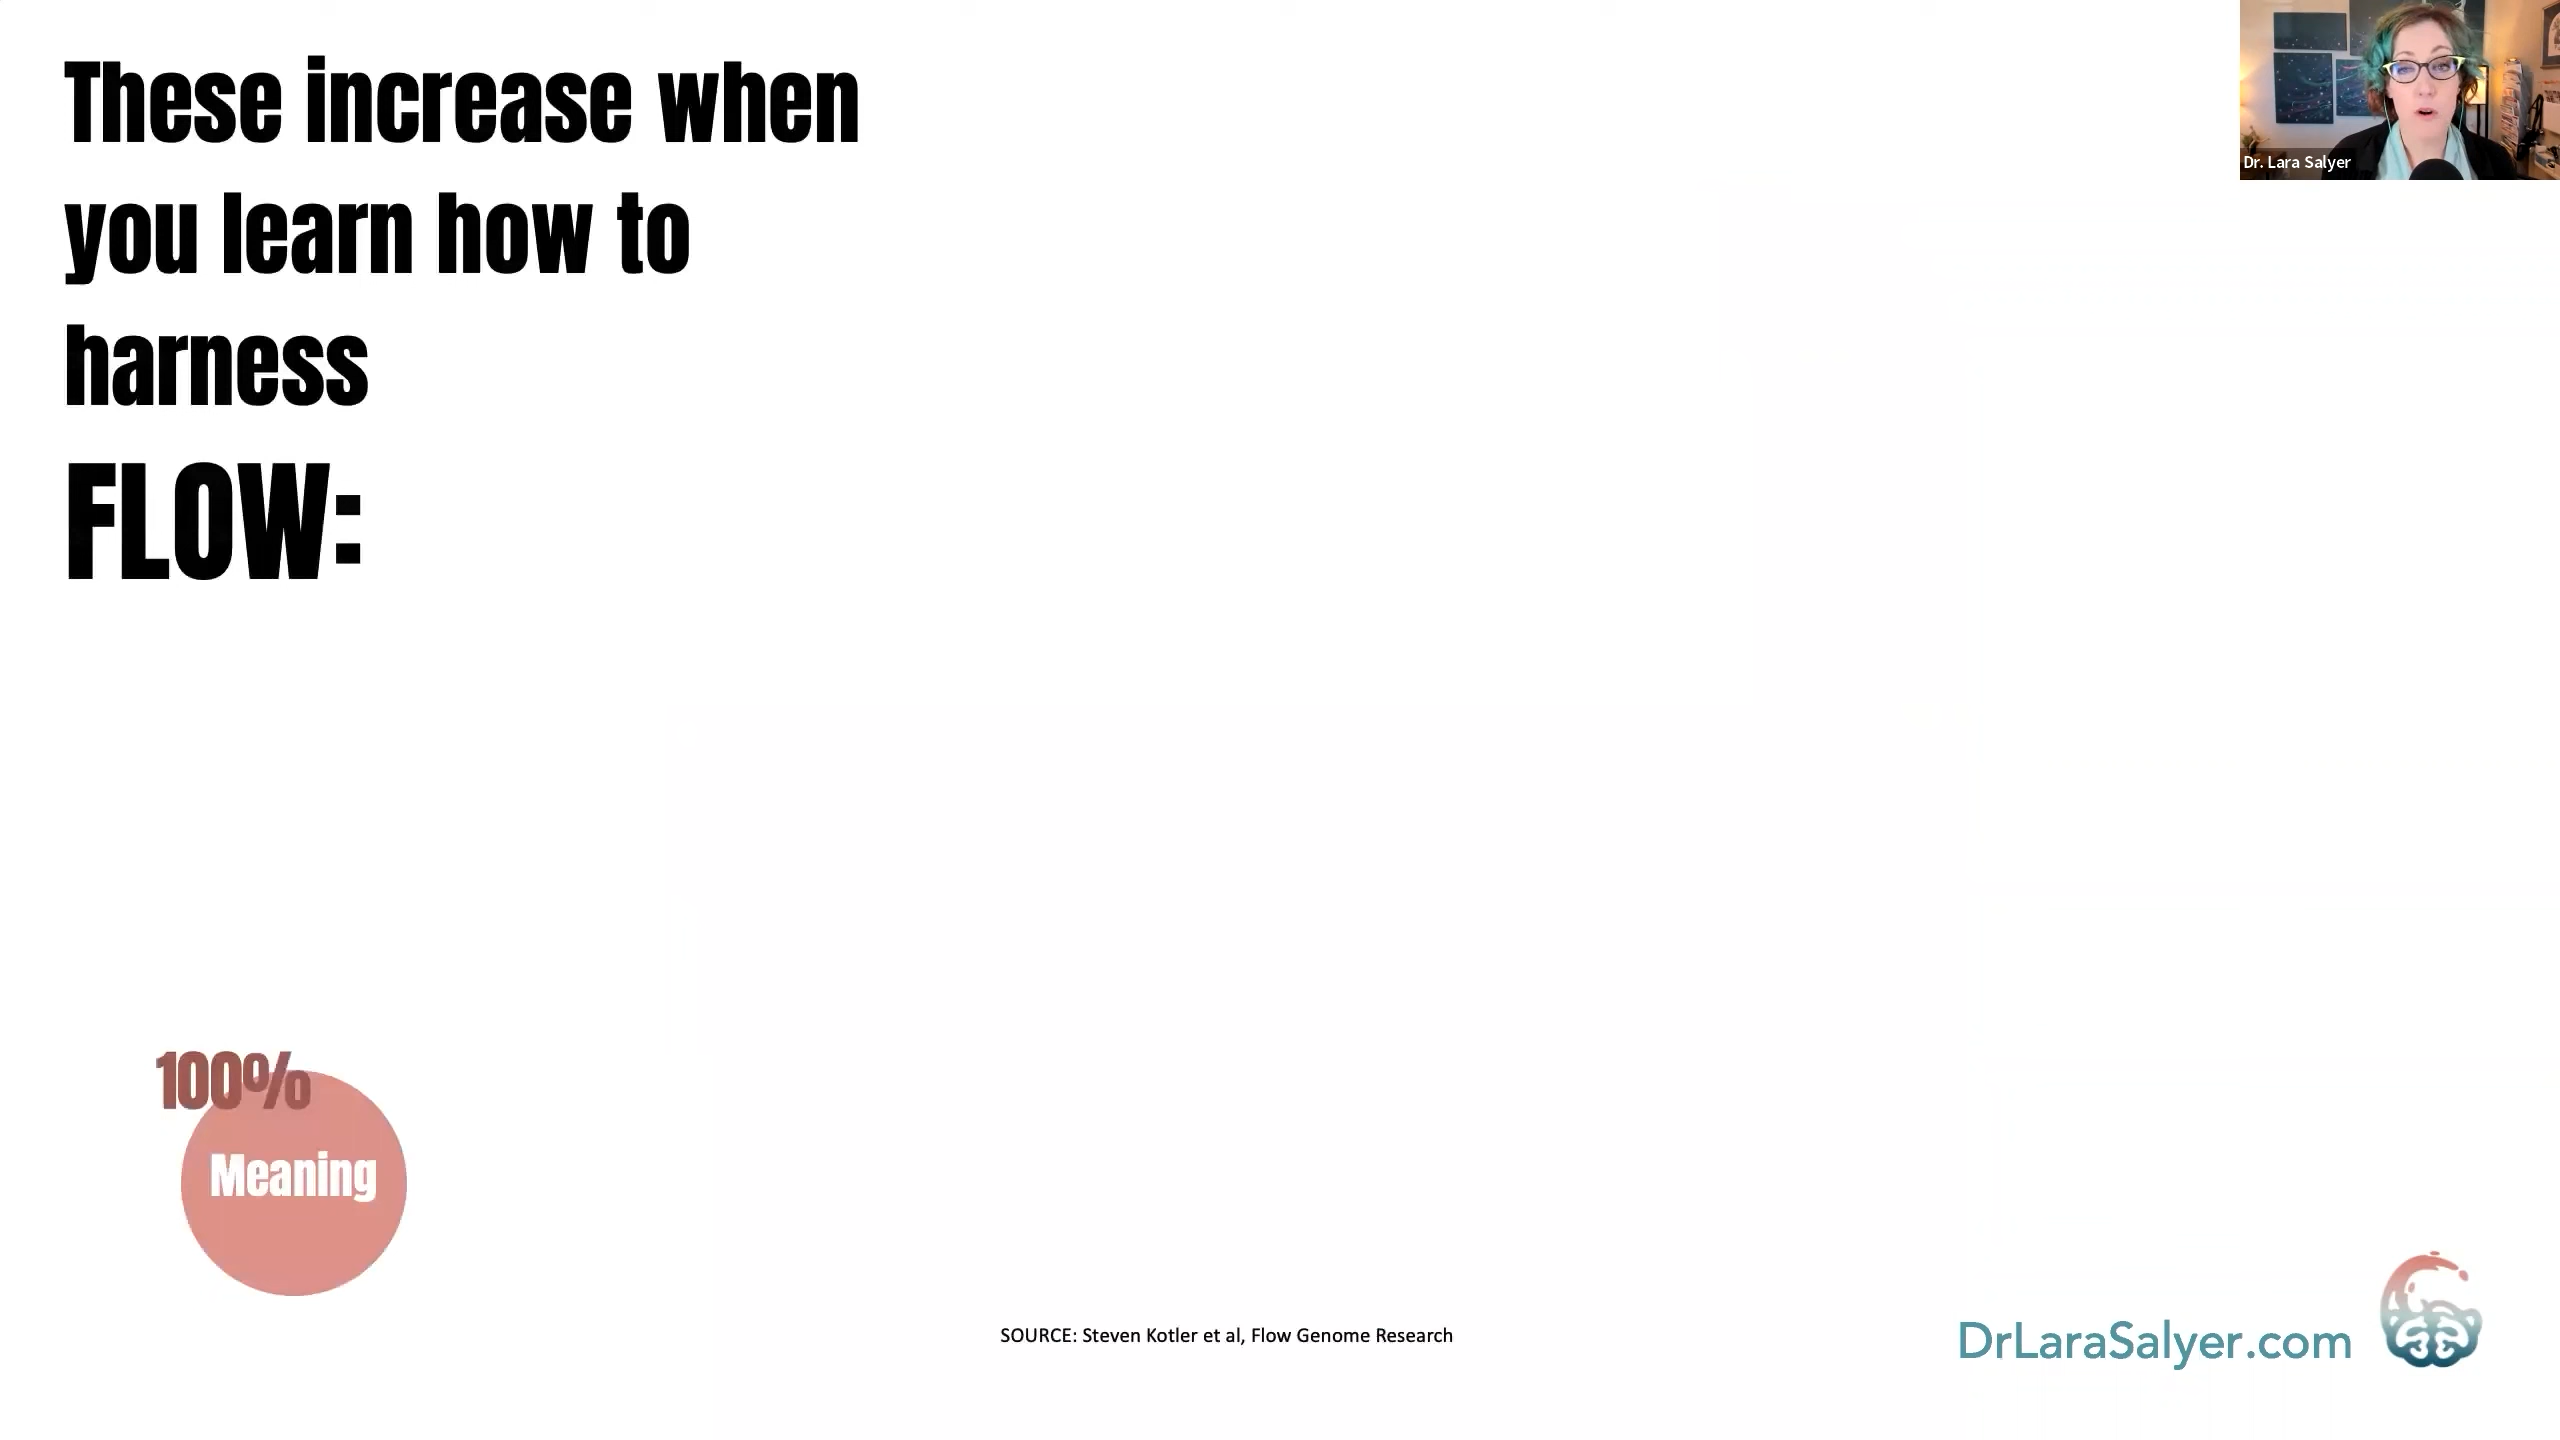 These increase when
you learn how to
harness
FLOW:
Dr. Lara Salyer
100%
Meaning
SOURCE: Steven Kotler et al, Flow Genome Research
DrLaraSalyer.com